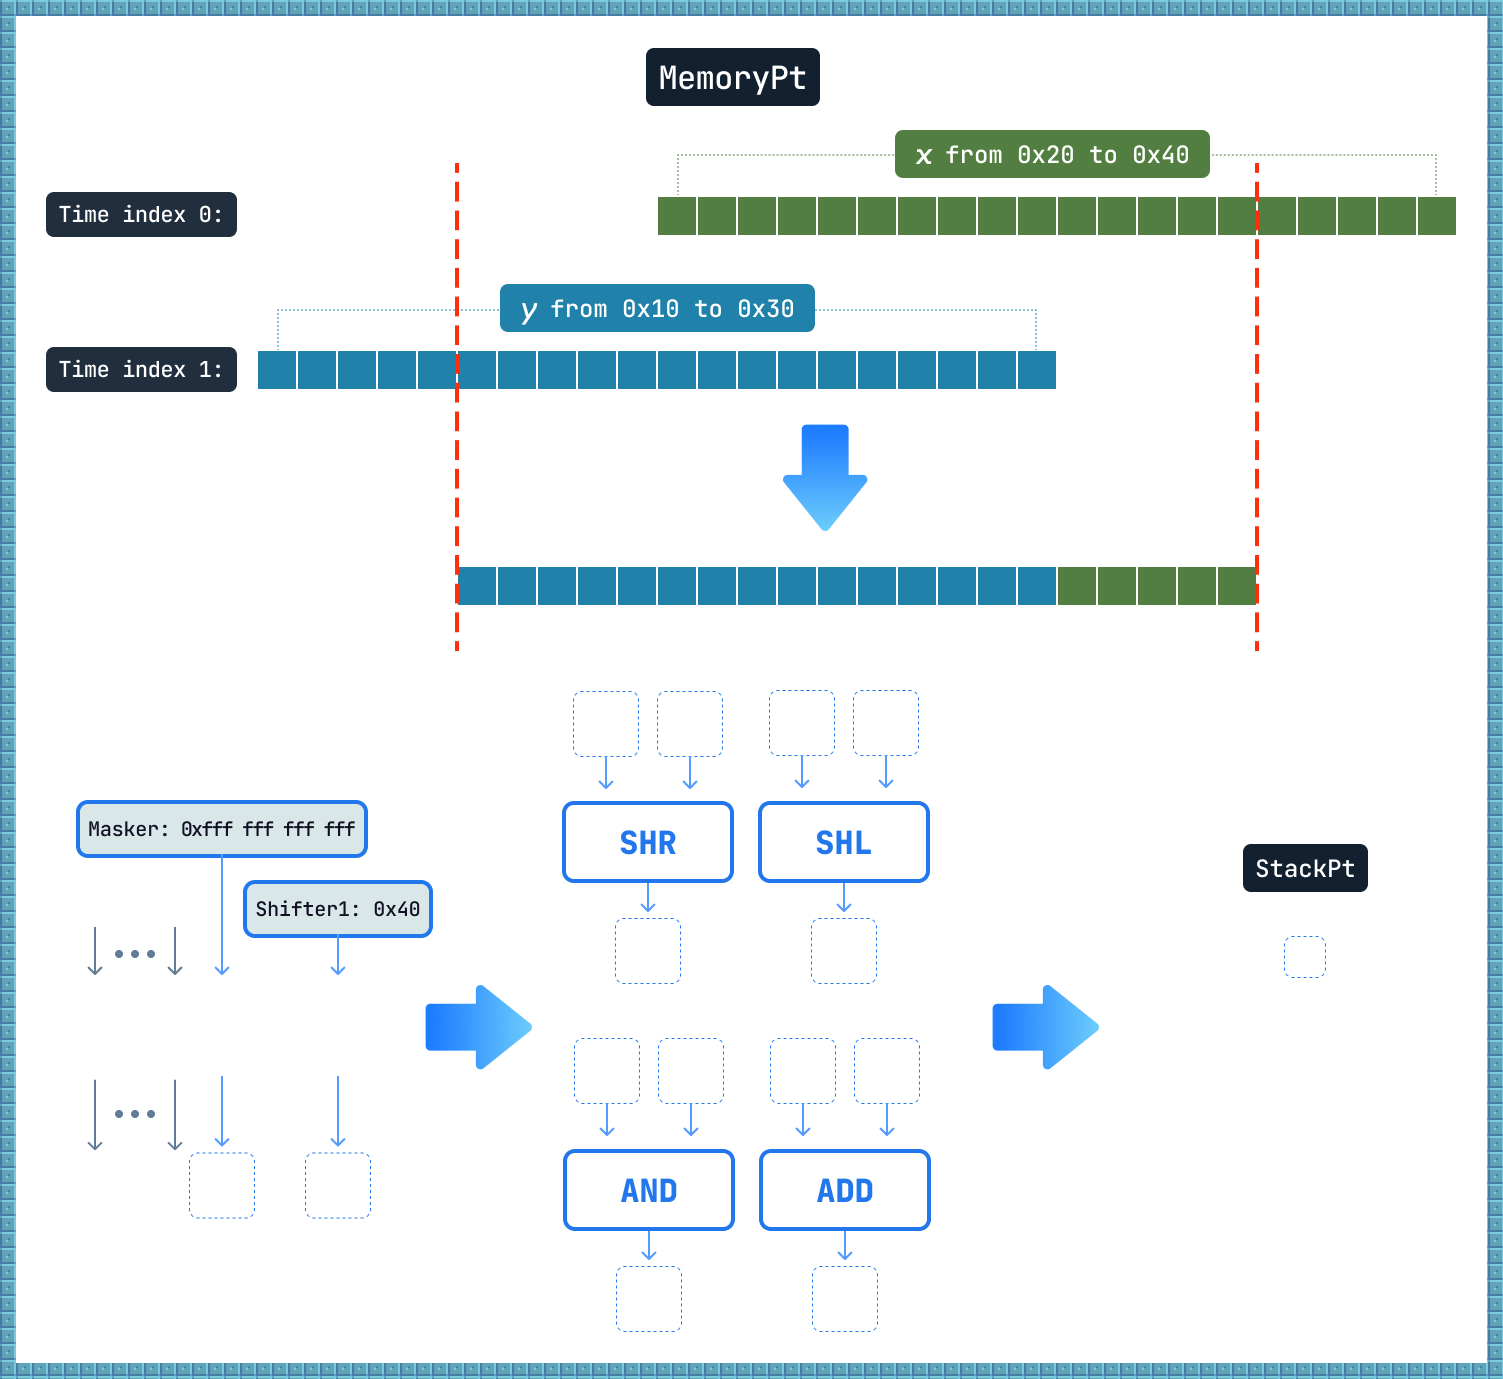 MemoryPt
x from 0x20 to 0x40
Time index 0:
y from 0x10 to 0x30
Time index 1:
Masker: 0xfff fff fff fff
Shifter1: 0x40
SHR
SHL
StackPt
AND
ADD